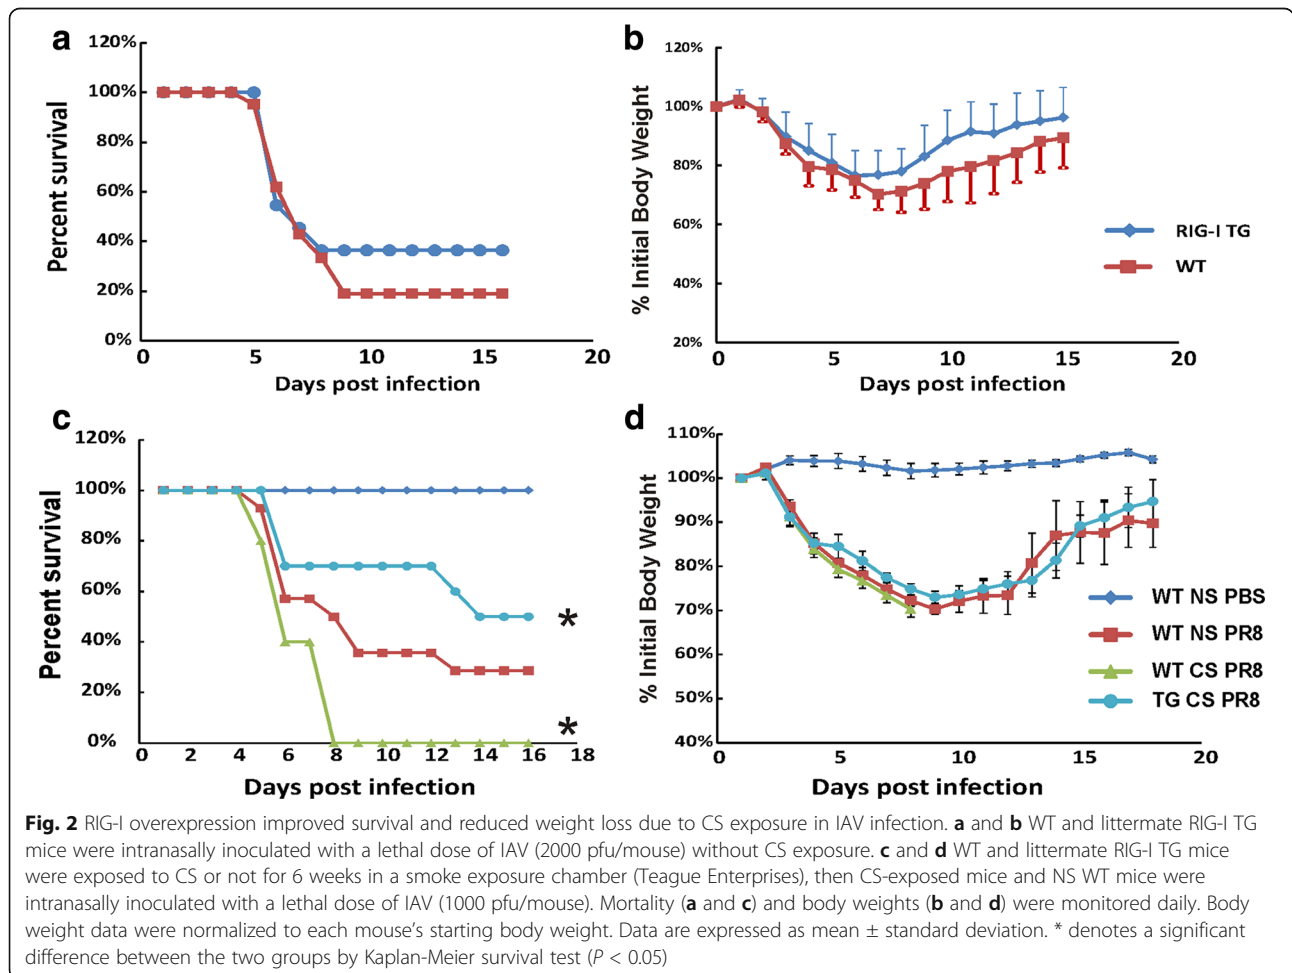 a
120%
100%
80%
60%
40%
20%
0%
Percent survival
0
5
10
15
20
Days post infection
b
120%
100%
80%
60%
40%
20%
% Initial Body Weight
0
5
10
15
20
Days post infection
RIG-I TG
WT
c
120%
100%
80%
60%
40%
20%
0%
Percent survival
0
2
4
6
8
10
12
14
16
18
*
*
Days post infection
d
110%
100%
90%
80%
70%
60%
50%
40%
% Initial Body Weight
0
5
10
15
20
Days post infection
WT NS PBS
WT NS PR8
WT CS PR8
TG CS PR8
Fig. 2 RIG-I overexpression improved survival and reduced weight loss due to CS exposure in IAV infection. a and b WT and littermate RIG-I TG
mice were intranasally inoculated with a lethal dose of IAV (2000 pfu/mouse) without CS exposure. c and d WT and littermate RIG-I TG mice
were exposed to CS or not for 6 weeks in a smoke exposure chamber (Teague Enterprises), then CS-exposed mice and NS WT mice were
intranasally inoculated with a lethal dose of IAV (1000 pfu/mouse). Mortality (a and c) and body weights (b and d) were monitored daily. Body
weight data were normalized to each mouse's starting body weight. Data are expressed as mean ± standard deviation. * denotes a significant
difference between the two groups by Kaplan-Meier survival test (P < 0.05)